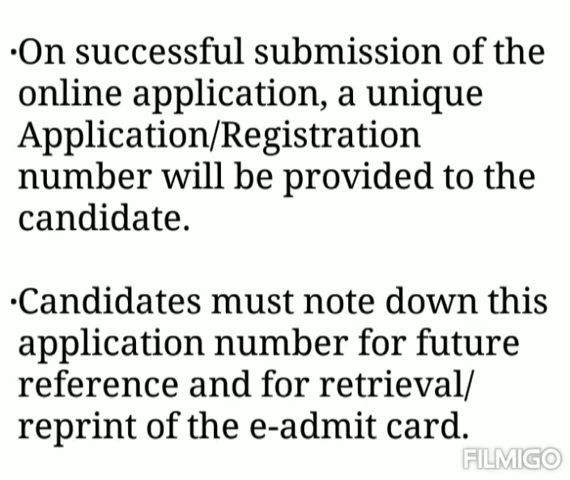 ·On successful submission of the
online application, a unique
Application/Registration
number will be provided to the
candidate.
·Candidates must note down this
application number for future
reference and for retrieval/
reprint of the e-admit card.
FILMIGO